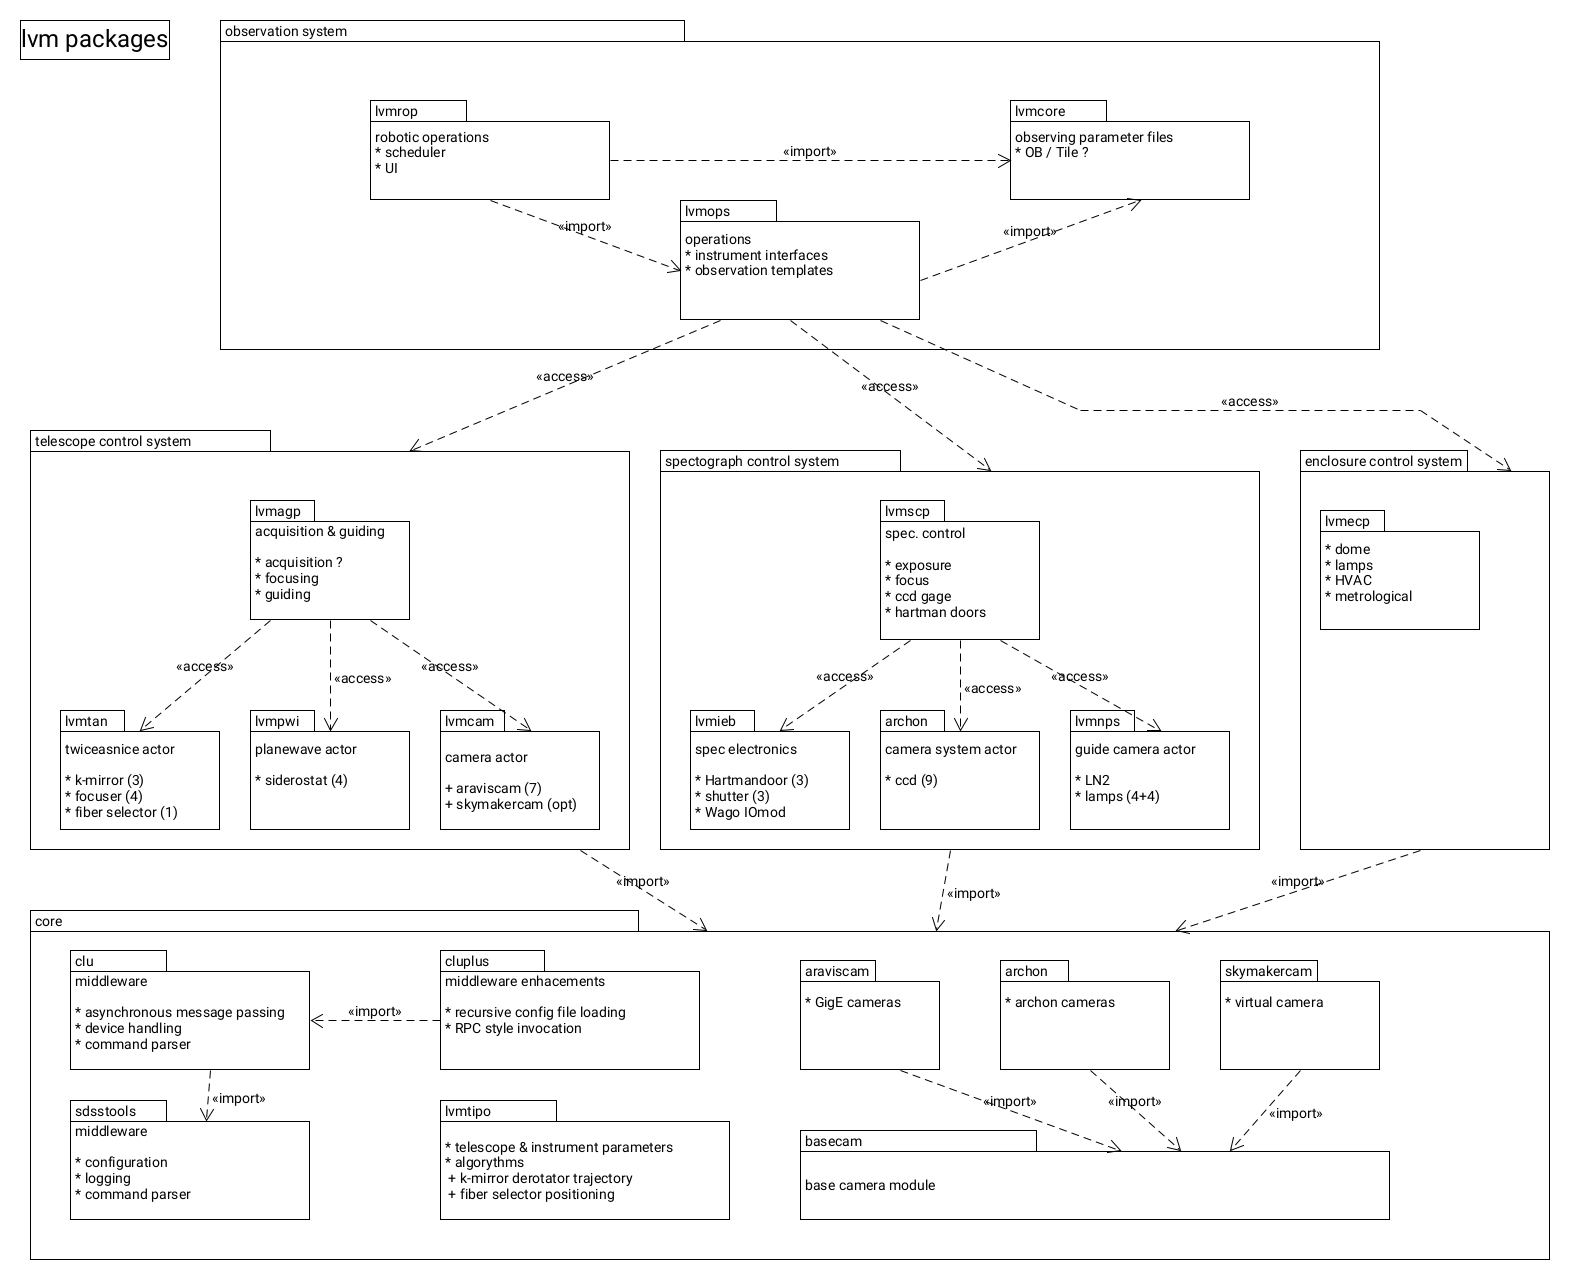 lvm packages
observation system
lvmrop
robotic operations
* scheduler
* UI
«import»
lvmcore
observing parameter files
* OB / Tile ?
«import»
lvmops
operations
* instrument interfaces
* observation templates
«import»
«access»
«access»
«access»
telescope control system
lvmagp
acquisition & guiding
* acquisition ?
* focusing
* guiding
«access»
«access»
«access»
lvmtan
twiceasnice actor
* k-mirror (3)
* focuser (4)
* fiber selector (1)
lvmpwi
planewave actor
* siderostat (4)
lvmcam
camera actor
+ araviscam (7)
+ skymakercam (opt)
spectograph control system
lvmscp
spec. control
* exposure
* focus
* ccd gage
* hartman doors
«access»
«access»
«access»
lvmieb
spec electronics
* Hartmandoor (3)
* shutter (3)
* Wago IOmod
archon
camera system actor
* ccd (9)
lvmnps
guide camera actor
* LN2
* lamps (4+4)
enclosure control system
lvmecp
* dome
* lamps
* HVAC
* metrological
«import»
«import»
«import»
core
clu
middleware
* asynchronous message passing
* device handling
* command parser
«import»
cluplus
middleware enhacements
* recursive config file loading
* RPC style invocation
«import»
sdsstools
middleware
* configuration
* logging
* command parser
lvmtipo
* telescope & instrument parameters
* algorythms
+ k-mirror derotator trajectory
+ fiber selector positioning
araviscam
* GigE cameras
archon
* archon cameras
skymakercam
* virtual camera
«import»
«import»
«import»
basecam
base camera module